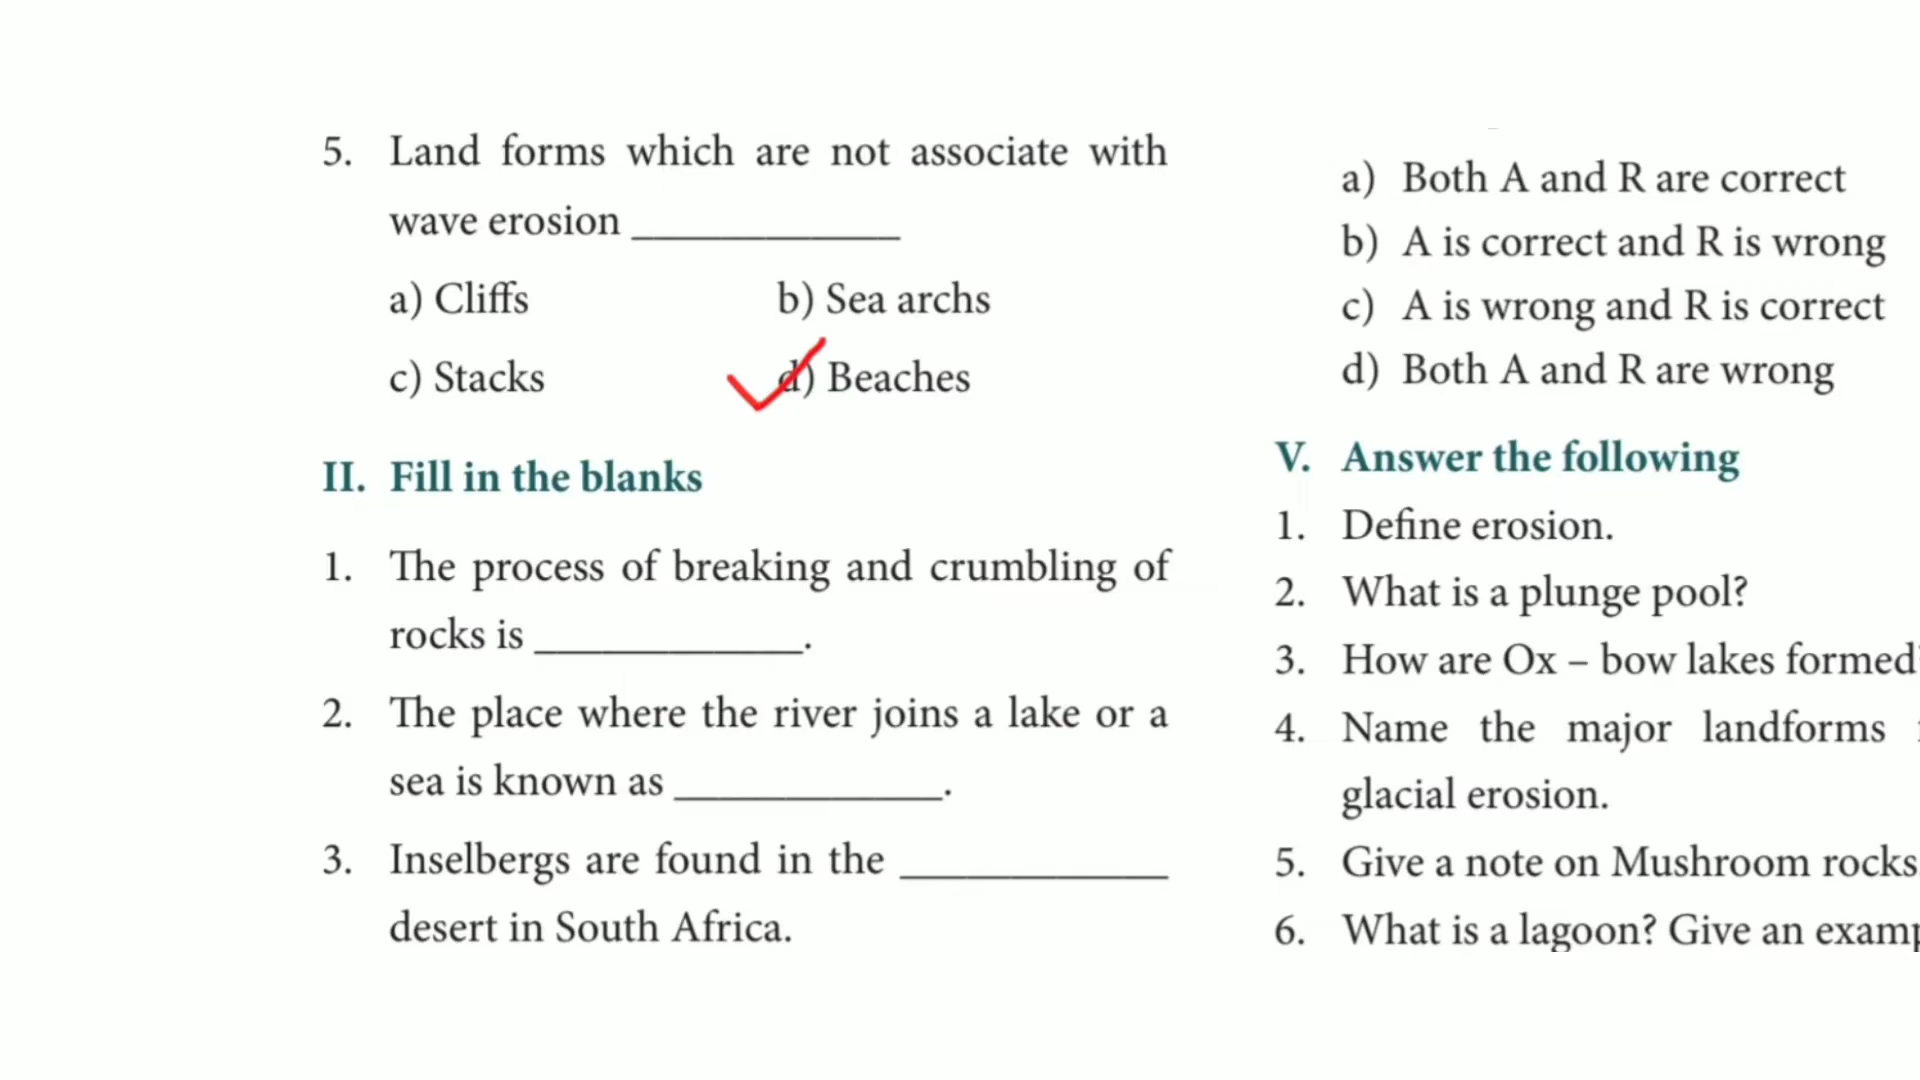 5. Land forms which are not associate with
wave erosion ____________
a) Cliffs b) Sea archs
c) Stacks d) Beaches
II. Fill in the blanks
1. The process of breaking and crumbling of
rocks is ____________.
2. The place where the river joins a lake or a
sea is known as ____________.
3. Inselbergs are found in the ____________
desert in South Africa.
a) Both A and R are correct
b) A is correct and R is wrong
c) A is wrong and R is correct
d) Both A and R are wrong
V. Answer the following
1. Define erosion.
2. What is a plunge pool?
3. How are Ox – bow lakes formed?
4. Name the major landforms
glacial erosion.
5. Give a note on Mushroom rocks.
6. What is a lagoon? Give an